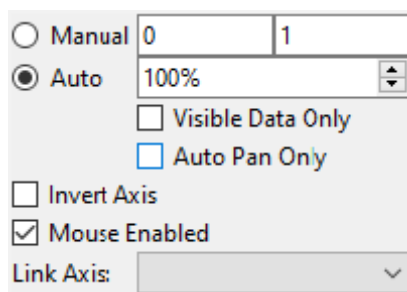 Manual 0 1
Auto 100%
Visible Data Only
Auto Pan Only
Invert Axis
Mouse Enabled
Link Axis: